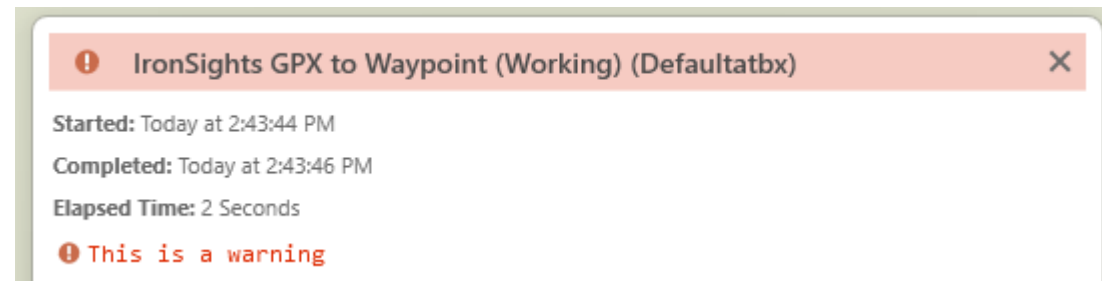 IronSights GPX to Waypoint (Working) (Defaultatbx)
Started: Today at 2:43:44 PM
Completed: Today at 2:43:46 PM
Elapsed Time: 2 Seconds
This is a warning